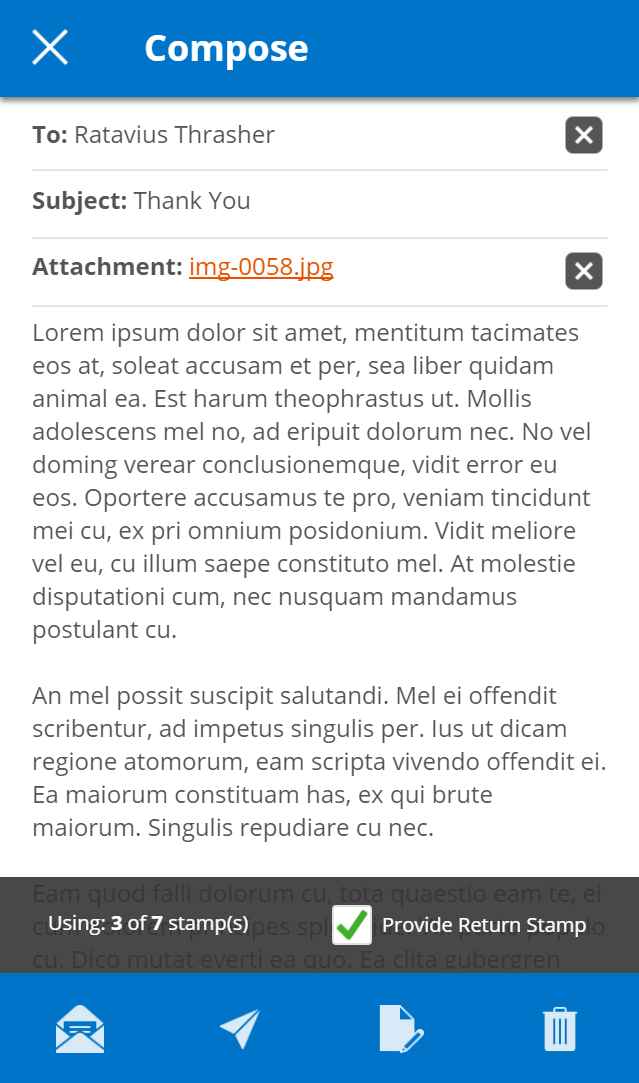 Compose
To: Ratavius Thrasher
Subject: Thank You
Attachment: img-0058.jpg
Lorem ipsum dolor sit amet, mentitum tacimates
eos at, soleat accusam et per, sea liber quidam
animal ea. Est harum theophrastus ut. Mollis
adolescens mel no, ad eripuit dolorum nec. No vel
doming verear conclusionemque, vidit error eu
eos. Oportere accusamus te pro, veniam tincidunt
mei cu, ex pri omnium posidonium. Vidit meliore
vel eu, cu illum saepe constituto mel. At molestie
disputationi cum, nec nusquam mandamus
postulant cu.
An mel possit suscipit salutandi. Mel ei offendit
scribentur, ad impetus singulis per. Ius ut dicam
regione atomorum, eam scripta vivendo offendit ei.
Ea maiorum constituam has, ex qui brute
maiorum. Singulis repudiare cu nec.
Eam quod falli dolorum cu, tota quaestio eam te, ei
Using: 3 of 7 stamp(s) Provide Return Stamp
cu. Dico mutat everti ea quo. Ea clita gubergren